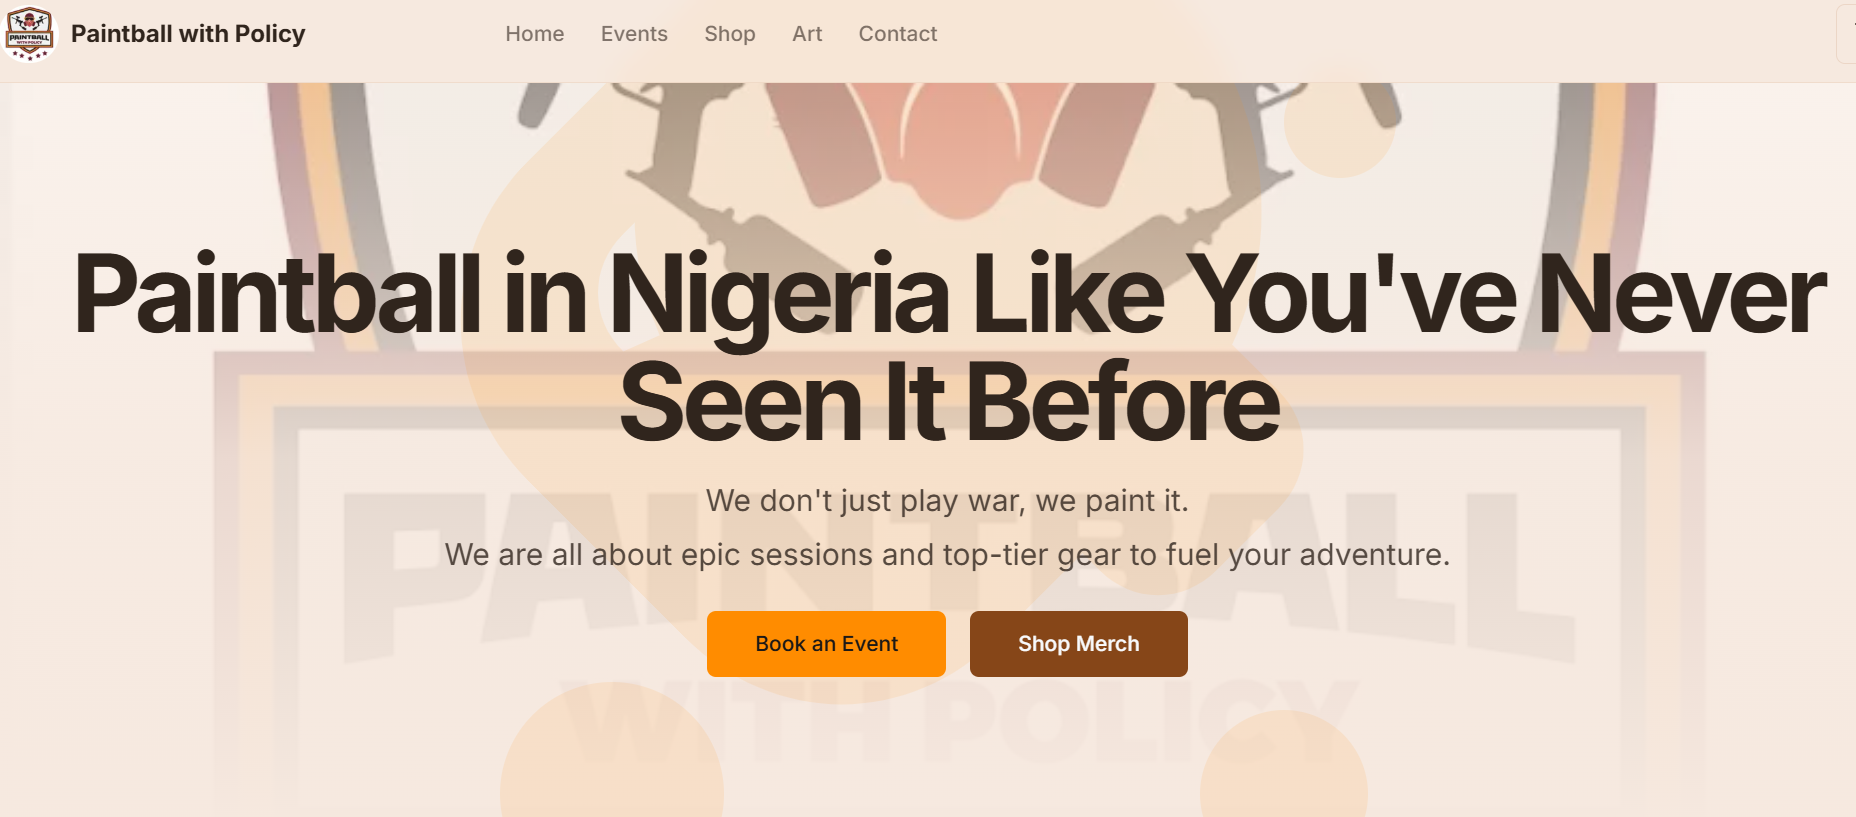 PAINTBALL
WITH POLICY
Paintball with Policy
Home Events Shop Art Contact
Paintball in Nigeria Like You've Never
Seen It Before
We don't just play war, we paint it.
We are all about epic sessions and top-tier gear to fuel your adventure.
PAINTBALL
Book an Event Shop Merch
WITH POLICY